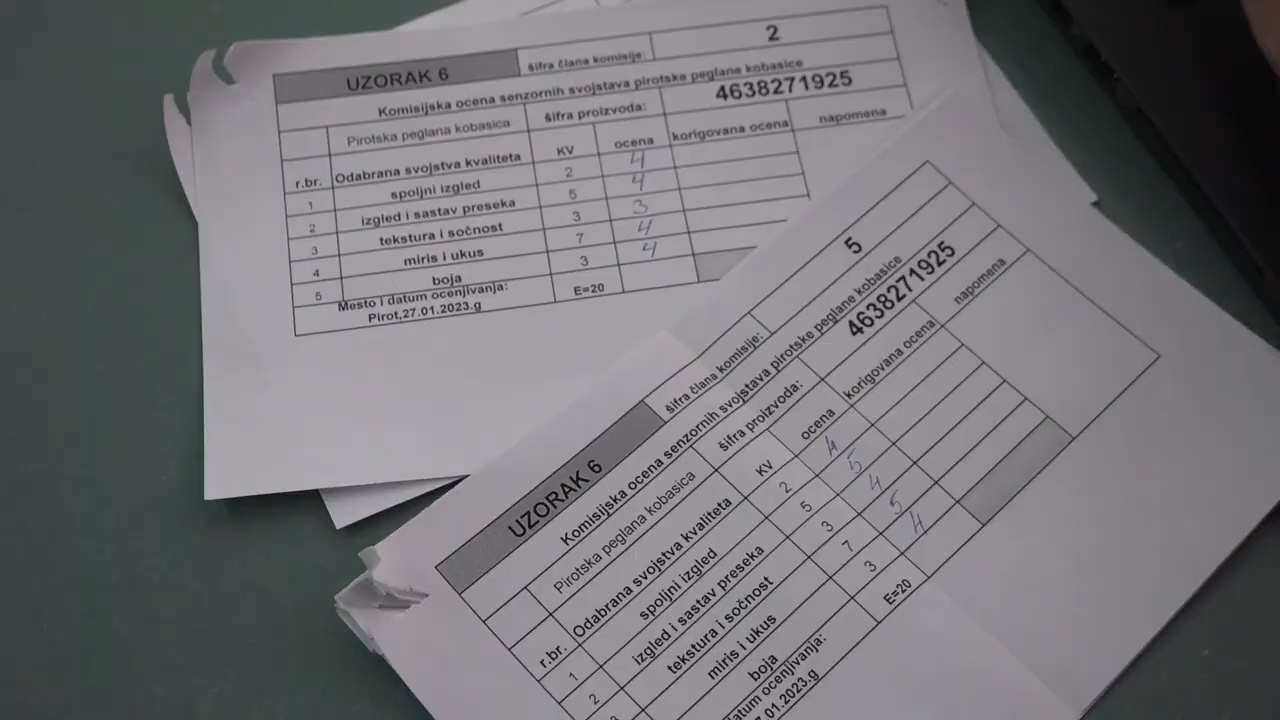 UZORAK 6 šifra člana komisije: 2
Komisijska ocena senzornih svojstava pirotske peglane kobasice
Pirotska peglana kobasica šifra proizvoda: 4638271925
r.br. Odabrana svojstva kvaliteta KV ocena korigovana ocena napomena
1 spoljni izgled 2 4
2 izgled i sastav preseka 5 4
3 tekstura i sočnost 3 3
4 miris i ukus 7 4
5 boja 3 4
Mesto i datum ocenjivanja: E=20
Pirot,27.01.2023.g
UZORAK 6 šifra člana komisije: 5
Komisijska ocena senzornih svojstava pirotske peglane kobasice
Pirotska peglana kobasica šifra proizvoda: 4638271925
r.br. Odabrana svojstva kvaliteta KV ocena korigovana ocena napomena
1 spoljni izgled 2 4
2 izgled i sastav preseka 5 5
tekstura i sočnost 3 4
miris i ukus 7 5
boja 3 4
datum ocenjivanja: E=20
27.01.2023.g